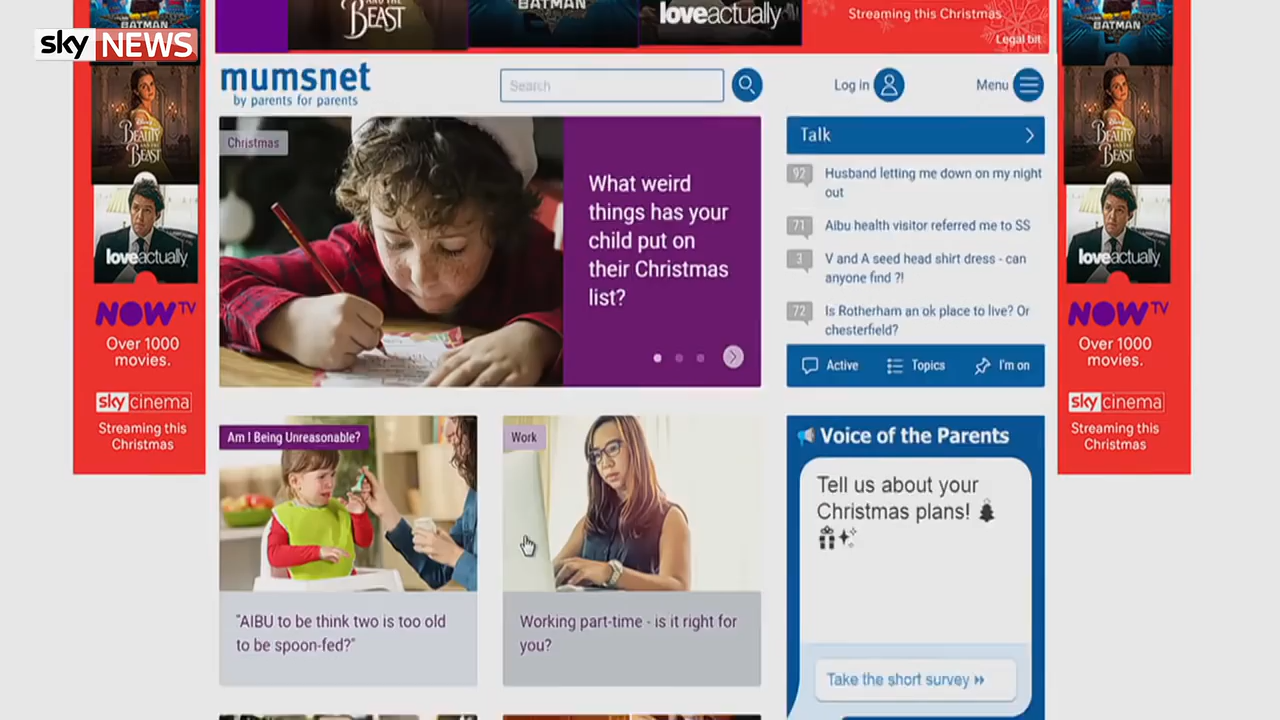 BATMAN
sky NEWS
AND THE
BEAST
BATMAN
loveactually
Streaming this Christmas
Legal bit
BATMAN
mumsnet
by parents for parents
Search
Log in
Menu
Disney
BEAUTY
AND THE
BEAST
loveactually
NOW TV
Over 1000
movies.
sky cinema
Streaming this
Christmas
Christmas
What weird
things has your
child put on
their Christmas
list?
Talk
92
Husband letting me down on my night
out
71
Aibu health visitor referred me to SS
3
V and A seed head shirt dress - can
anyone find ?!
72
Is Rotherham an ok place to live? Or
chesterfield?
Active
Topics
I'm on
Disney
BEAUTY
AND THE
BEAST
loveactually
NOW TV
Over 1000
movies.
sky cinema
Streaming this
Christmas
Am I Being Unreasonable?
"AIBU to be think two is too old
to be spoon-fed?"
Work
Working part-time - is it right for
you?
Voice of the Parents
Tell us about your
Christmas plans! 🎄
🎁✨
Take the short survey